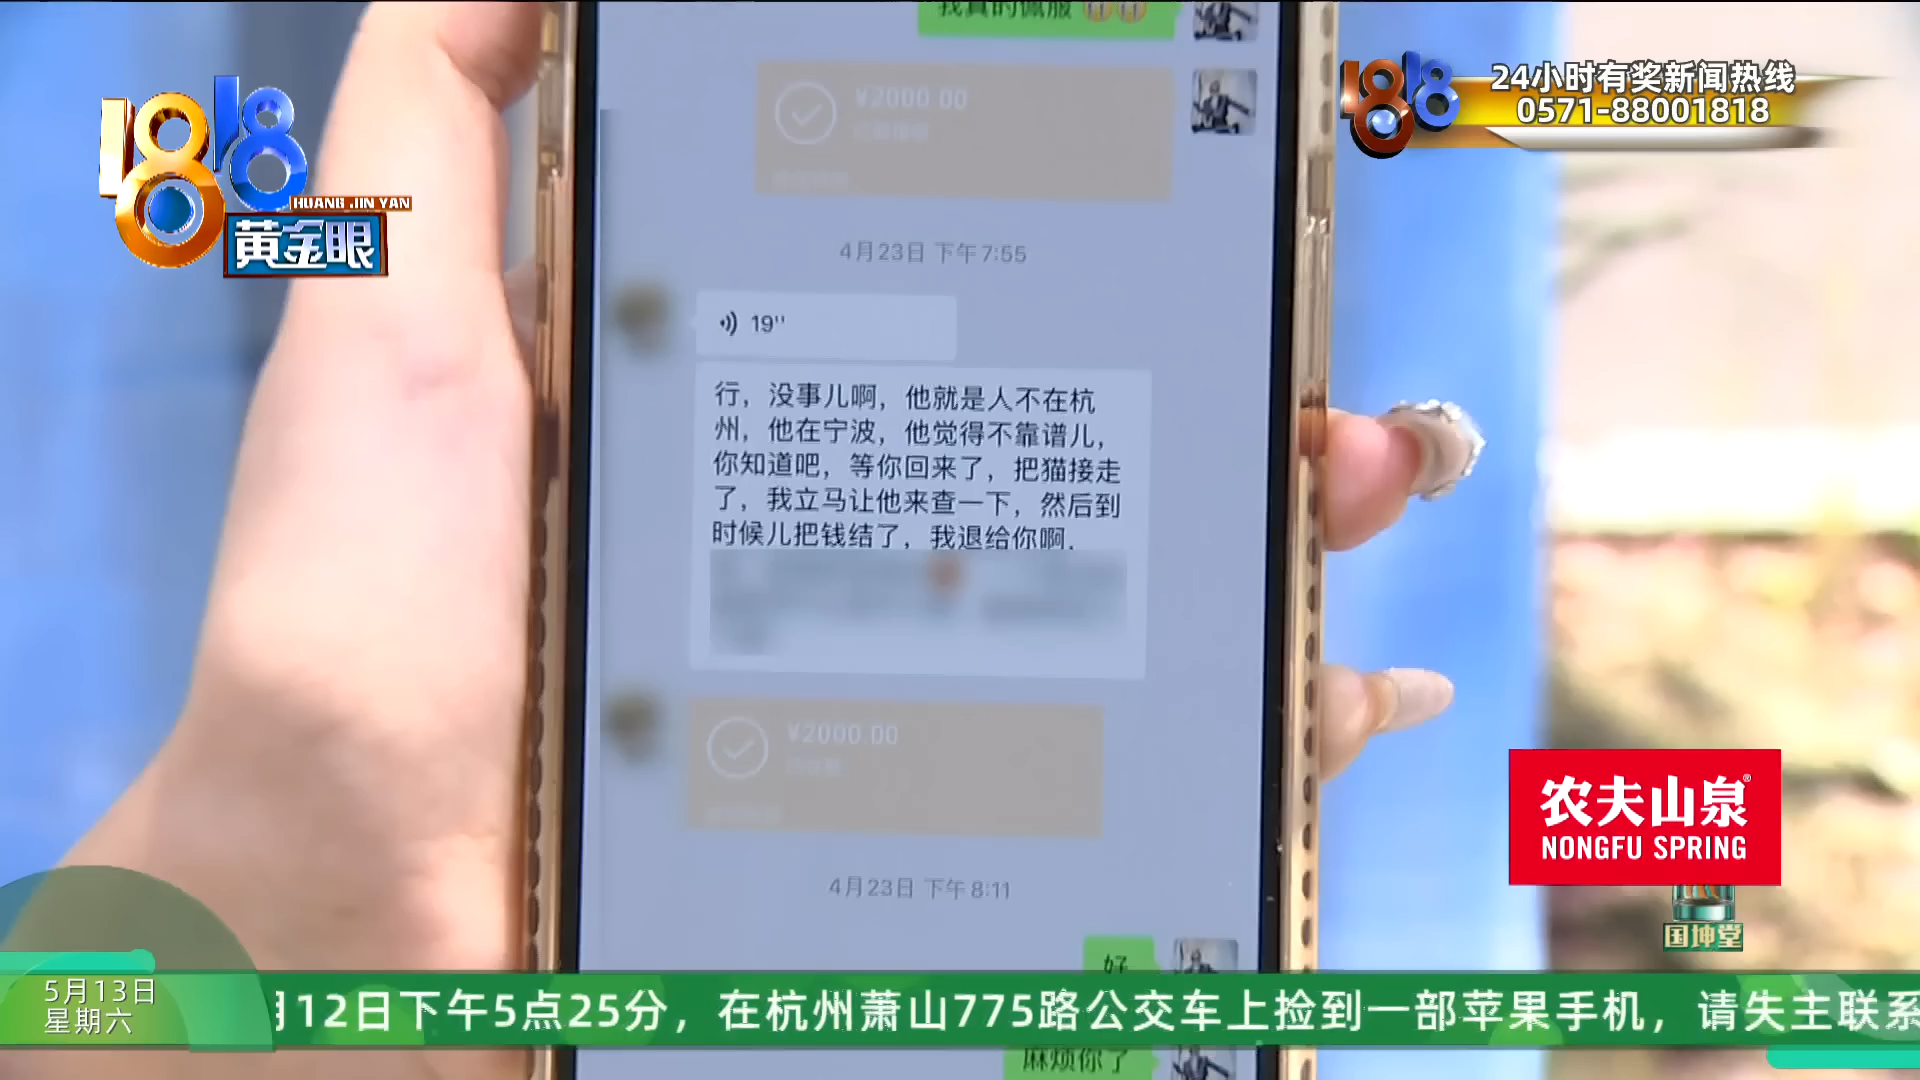 我真的佩服
¥2000.00
4月23日 下午7:55
19''
行，没事儿啊，他就是人不在杭
州，他在宁波，他觉得不靠谱儿，
你知道吧，等你回来了，把猫接走
了，我立马让他来查一下，然后到
时候儿把钱结了，我退给你啊，
¥2000.00
4月23日 下午8:11
好
麻烦你了
1818
HUANG JIN YAN
黄金眼
1818
24小时有奖新闻热线
0571-88001818
农夫山泉®
NONGFU SPRING
国坤堂
5月13日
星期六
月12日下午5点25分，在杭州萧山775路公交车上捡到一部苹果手机，请失主联系